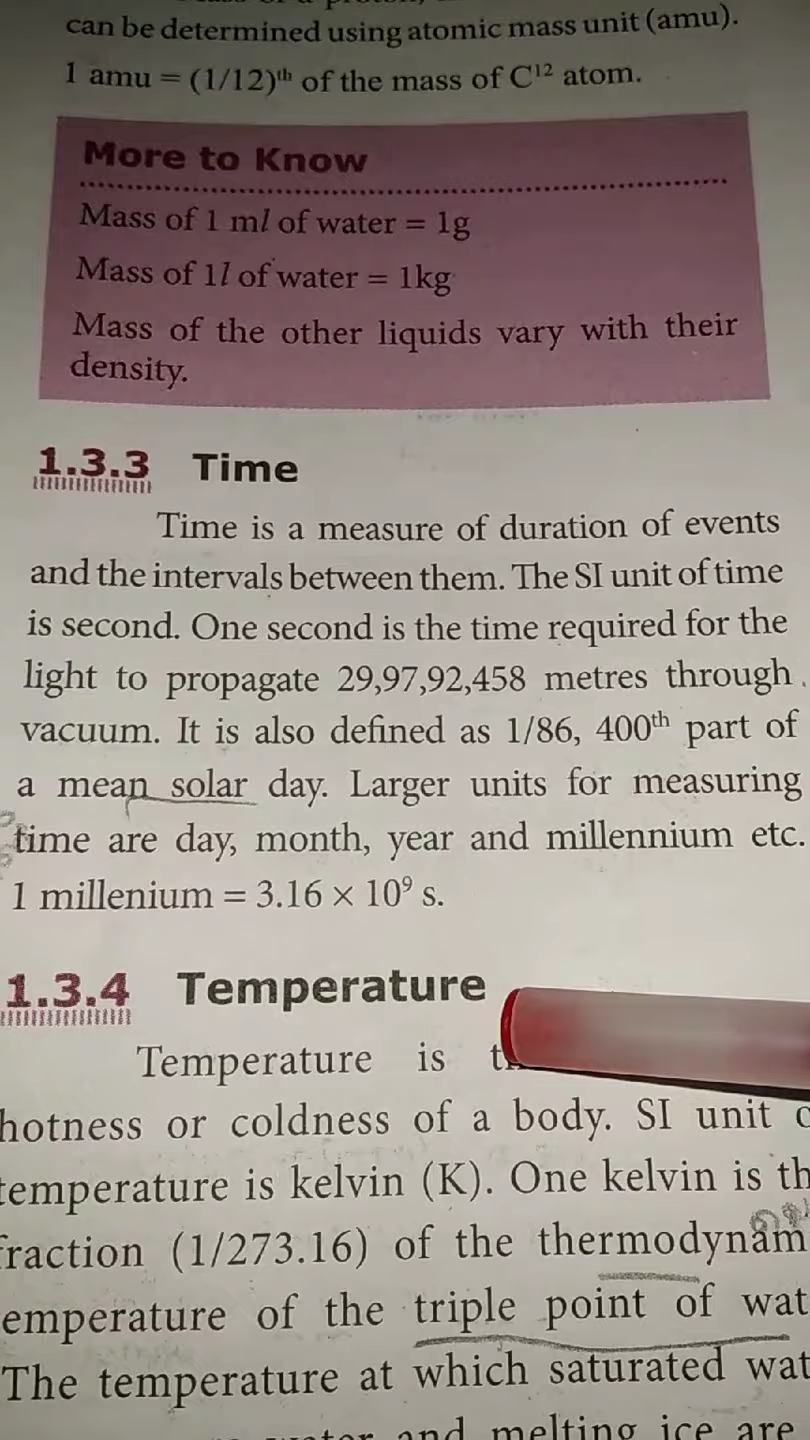 can be determined using atomic mass unit (amu).
1 amu = (1/12)ᵗʰ of the mass of C¹² atom.
More to Know
Mass of 1 ml of water = 1g
Mass of 1l of water = 1kg
Mass of the other liquids vary with their
density.
1.3.3 Time
Time is a measure of duration of events
and the intervals between them. The SI unit of time
is second. One second is the time required for the
light to propagate 29,97,92,458 metres through
vacuum. It is also defined as 1/86, 400ᵗʰ part of
a mean solar day. Larger units for measuring
time are day, month, year and millennium etc.
1 millenium = 3.16 × 10⁹ s.
1.3.4 Temperature
Temperature is
hotness or coldness of a body. SI unit
temperature is kelvin (K). One kelvin is
fraction (1/273.16) of the
temperature of the triple point of
The temperature at which saturated
and melting ice are